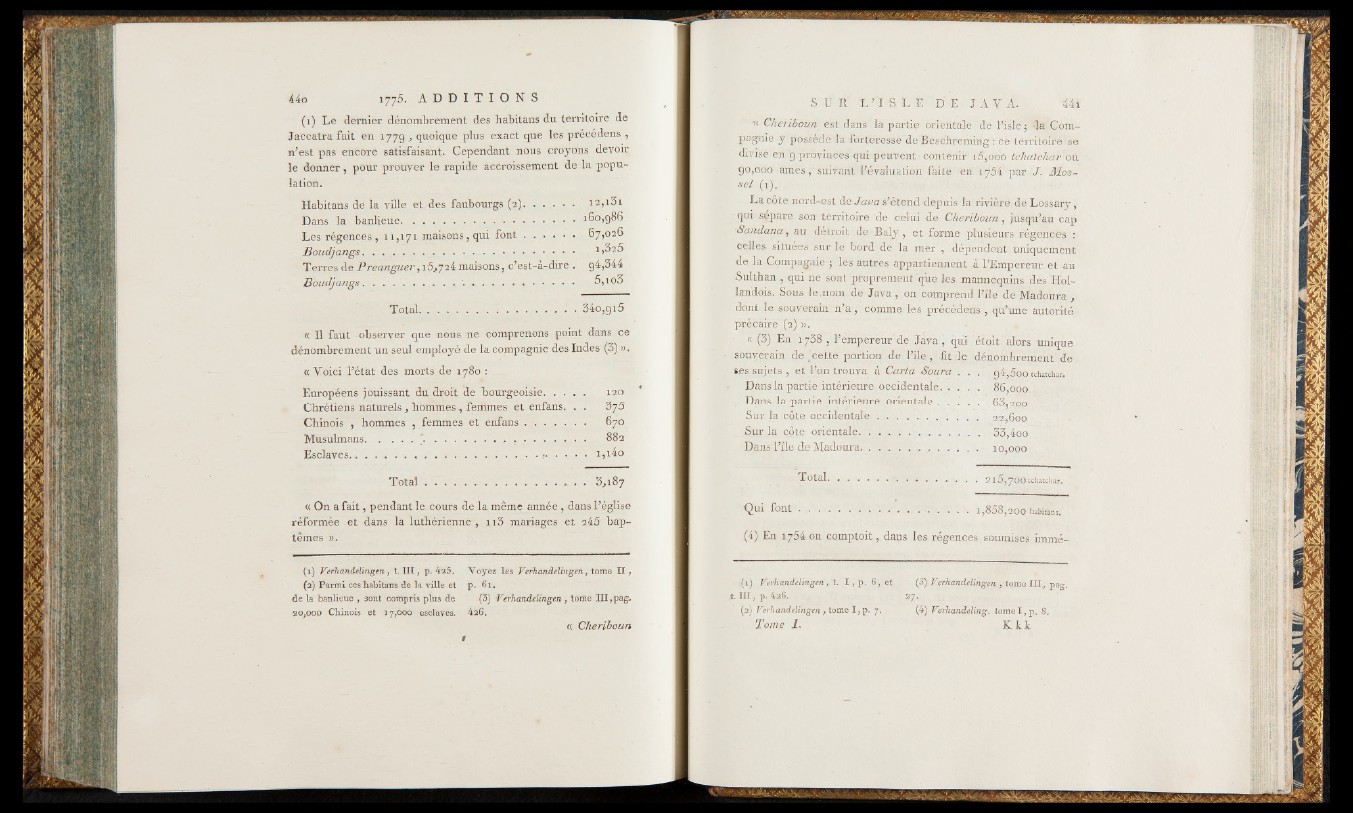 440 1775. ADDITIONS
(1) Le dernier dénombrement des habitans du territoire de
Jaccatra fait en 1779 , quoique plus exact que les précédens ,
n'est pas encore satisfaisant. Cependant nous croyons devoir
le donner , pour prouver le rapide accroissement de la popu-
lation.
Habitans de la ville et des faubourgs (2). . . . . . 12,131
Dans la banlieue. . . . . . . . . . . . . . . . . . 160,986
Les régences , 11,171 maisons , qui font . . . . . . . 67,026
Boudjangs. . . . . . . . . . . . . . . . . . . . 1,325
Terres de Preanguer , 15,724 maisons, c'est-à-dire . 94,344
Boudjangs . . . . . . . . . . . . . . . . . . . . 5,103
Total. . . . . . . . . . . . . . . . . 340,915
« Il faut observer que nous ne comprenons point dans ce
dénombrement un seul employé de la compagnie des Indes (3) ».
« Voici l'état des morts de 1780 :
Européens jouissant du droit de bourgeoisie. . . . . 120
Chrétiens naturels , hommes , femmes et enfans. . . 375
Chinois , hommes , femmes et enfans . . . . . . . 670
Musulmans. . . . . . . . . . . . . . . . . . . . 882
Esclaves. . . . . . . . . . . . . . . . . . . . . 1,140
Total . . . . . . . . . . . . . . . . 3,187
« On a fait , pendant le cours de la même année , dans l'église
réformée et dans la luthérienne , 113 mariages et 245 bap-
têmes ».
(1) Verhandelingen , t. III , p. 425.
(2) Parmi ces habitans de la ville et
de la banlieue , sont compris plus de
20,000 Chinois et 17,000 esclaves.
Voyez les Verhandelingen , tome II ,
p. 61.
(3) Verhandelingen , tome III, pag.
426.
« Cheriboun
SUR L'ISLE DE JAVA. 441
« Cheriboun est dans la partie orientale de l'isle ; la Com-
pagnie y possède la forteresse de Beschreming : ce territoire se
divise en 9 provinces qui peuvent contenir 15,000 tchatchar ou
90,000 ames , suivant l'évaluation faite en 1754 par J. Mos-
sel (1).
La côte nord-est de Java s'étend depuis la rivière de Lossary ,
qui sépare son territoire de celui de Cheriboun , jusqu'au cap
Sandana , au détroit de Baly , et forme plusieurs régences :
celles situées sur le bord de la mer , dépendent uniquement
de la Compagnie ; les autres appartiennent à l'Empereur et au
Sulthan , qui ne sont proprement que les mannequins des Hol-
landois. Sous le nom de Java , on comprend l'île de Madoura ,
dont le souverain n'a , comme les précédens , qu'une autorité
précaire (2) ».
« (3) En 1738 , l'empereur de Java , qui étoit alors unique
souverain de cette portion de l'île , fit le dénombrement de
ses sujets , et l'on trouva à Carta Soura . . . 94,500 tchatchar.
Dans la partie intérieure occidentale. . . . . 86,000
Dans la partie intérieure orientale . . . . . 63,200
Sur la côte occidentale . . . . . . . . . . . 22,600
Sur la côte orientale. . . . . . . . . . . . . 33,400
Dans l'île de Madoura. . . . . . . . . . . . . 10,000
Total. . . . . . . . . . . . . . . . 215,700 tchatchar.
Qui font . . . . . . . . . . . . . . . . . . 1,858,200 habitans.
(4) En 1754 on comptoit , dans les régences soumises immé-
(1) Verhandelingen , t. I , p. 6 , et
t. III , p. 426.
(2) Verhandelingen , tome I, p. 7.
(3) Verhandelingen , tome III, pag.
27.
(4) Verhandeling. tome I , p. 8.
Tome I. Kkk